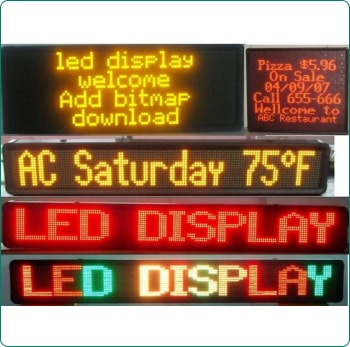 led display
welcome
Add bitmap
download
Pizza $5.96
On Sale
04/09/07
Call 655-666
Wellcome to
ABC Restaurant
AC Saturday 75°F
LED DISPLAY
LED DISPLAY